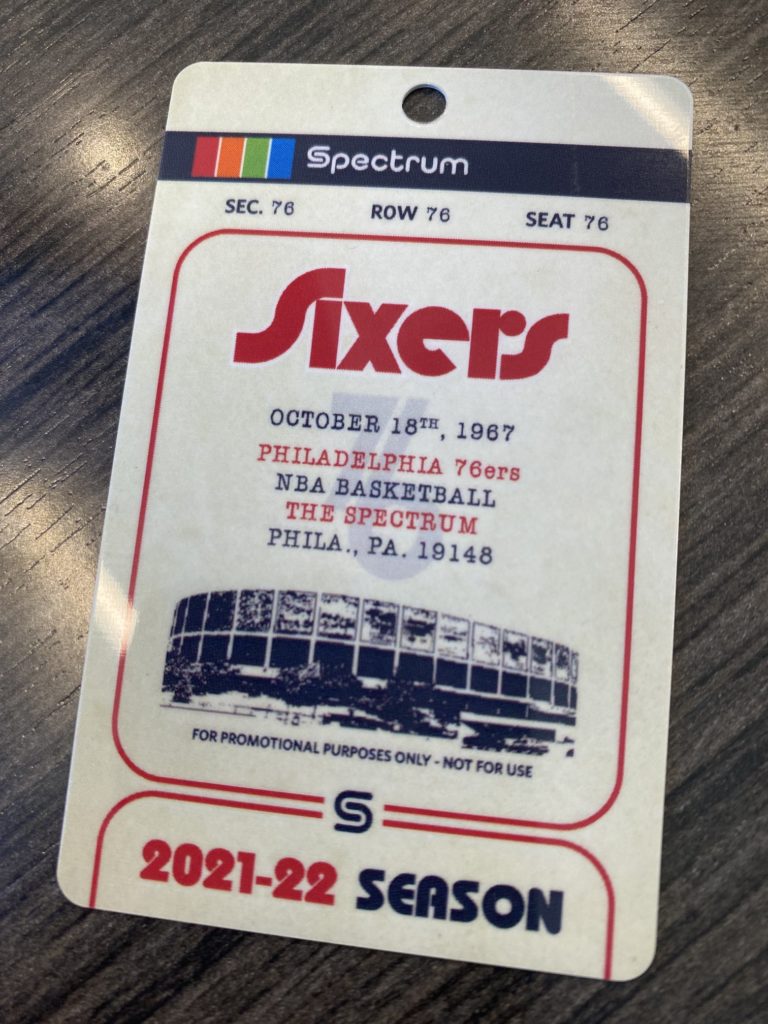 Spectrum
SEC. 76 ROW 76 SEAT 76
Sixers
76
OCTOBER 18TH, 1967
PHILADELPHIA 76ers
NBA BASKETBALL
THE SPECTRUM
PHILA., PA. 19148
FOR PROMOTIONAL PURPOSES ONLY - NOT FOR USE
S
2021-22 SEASON